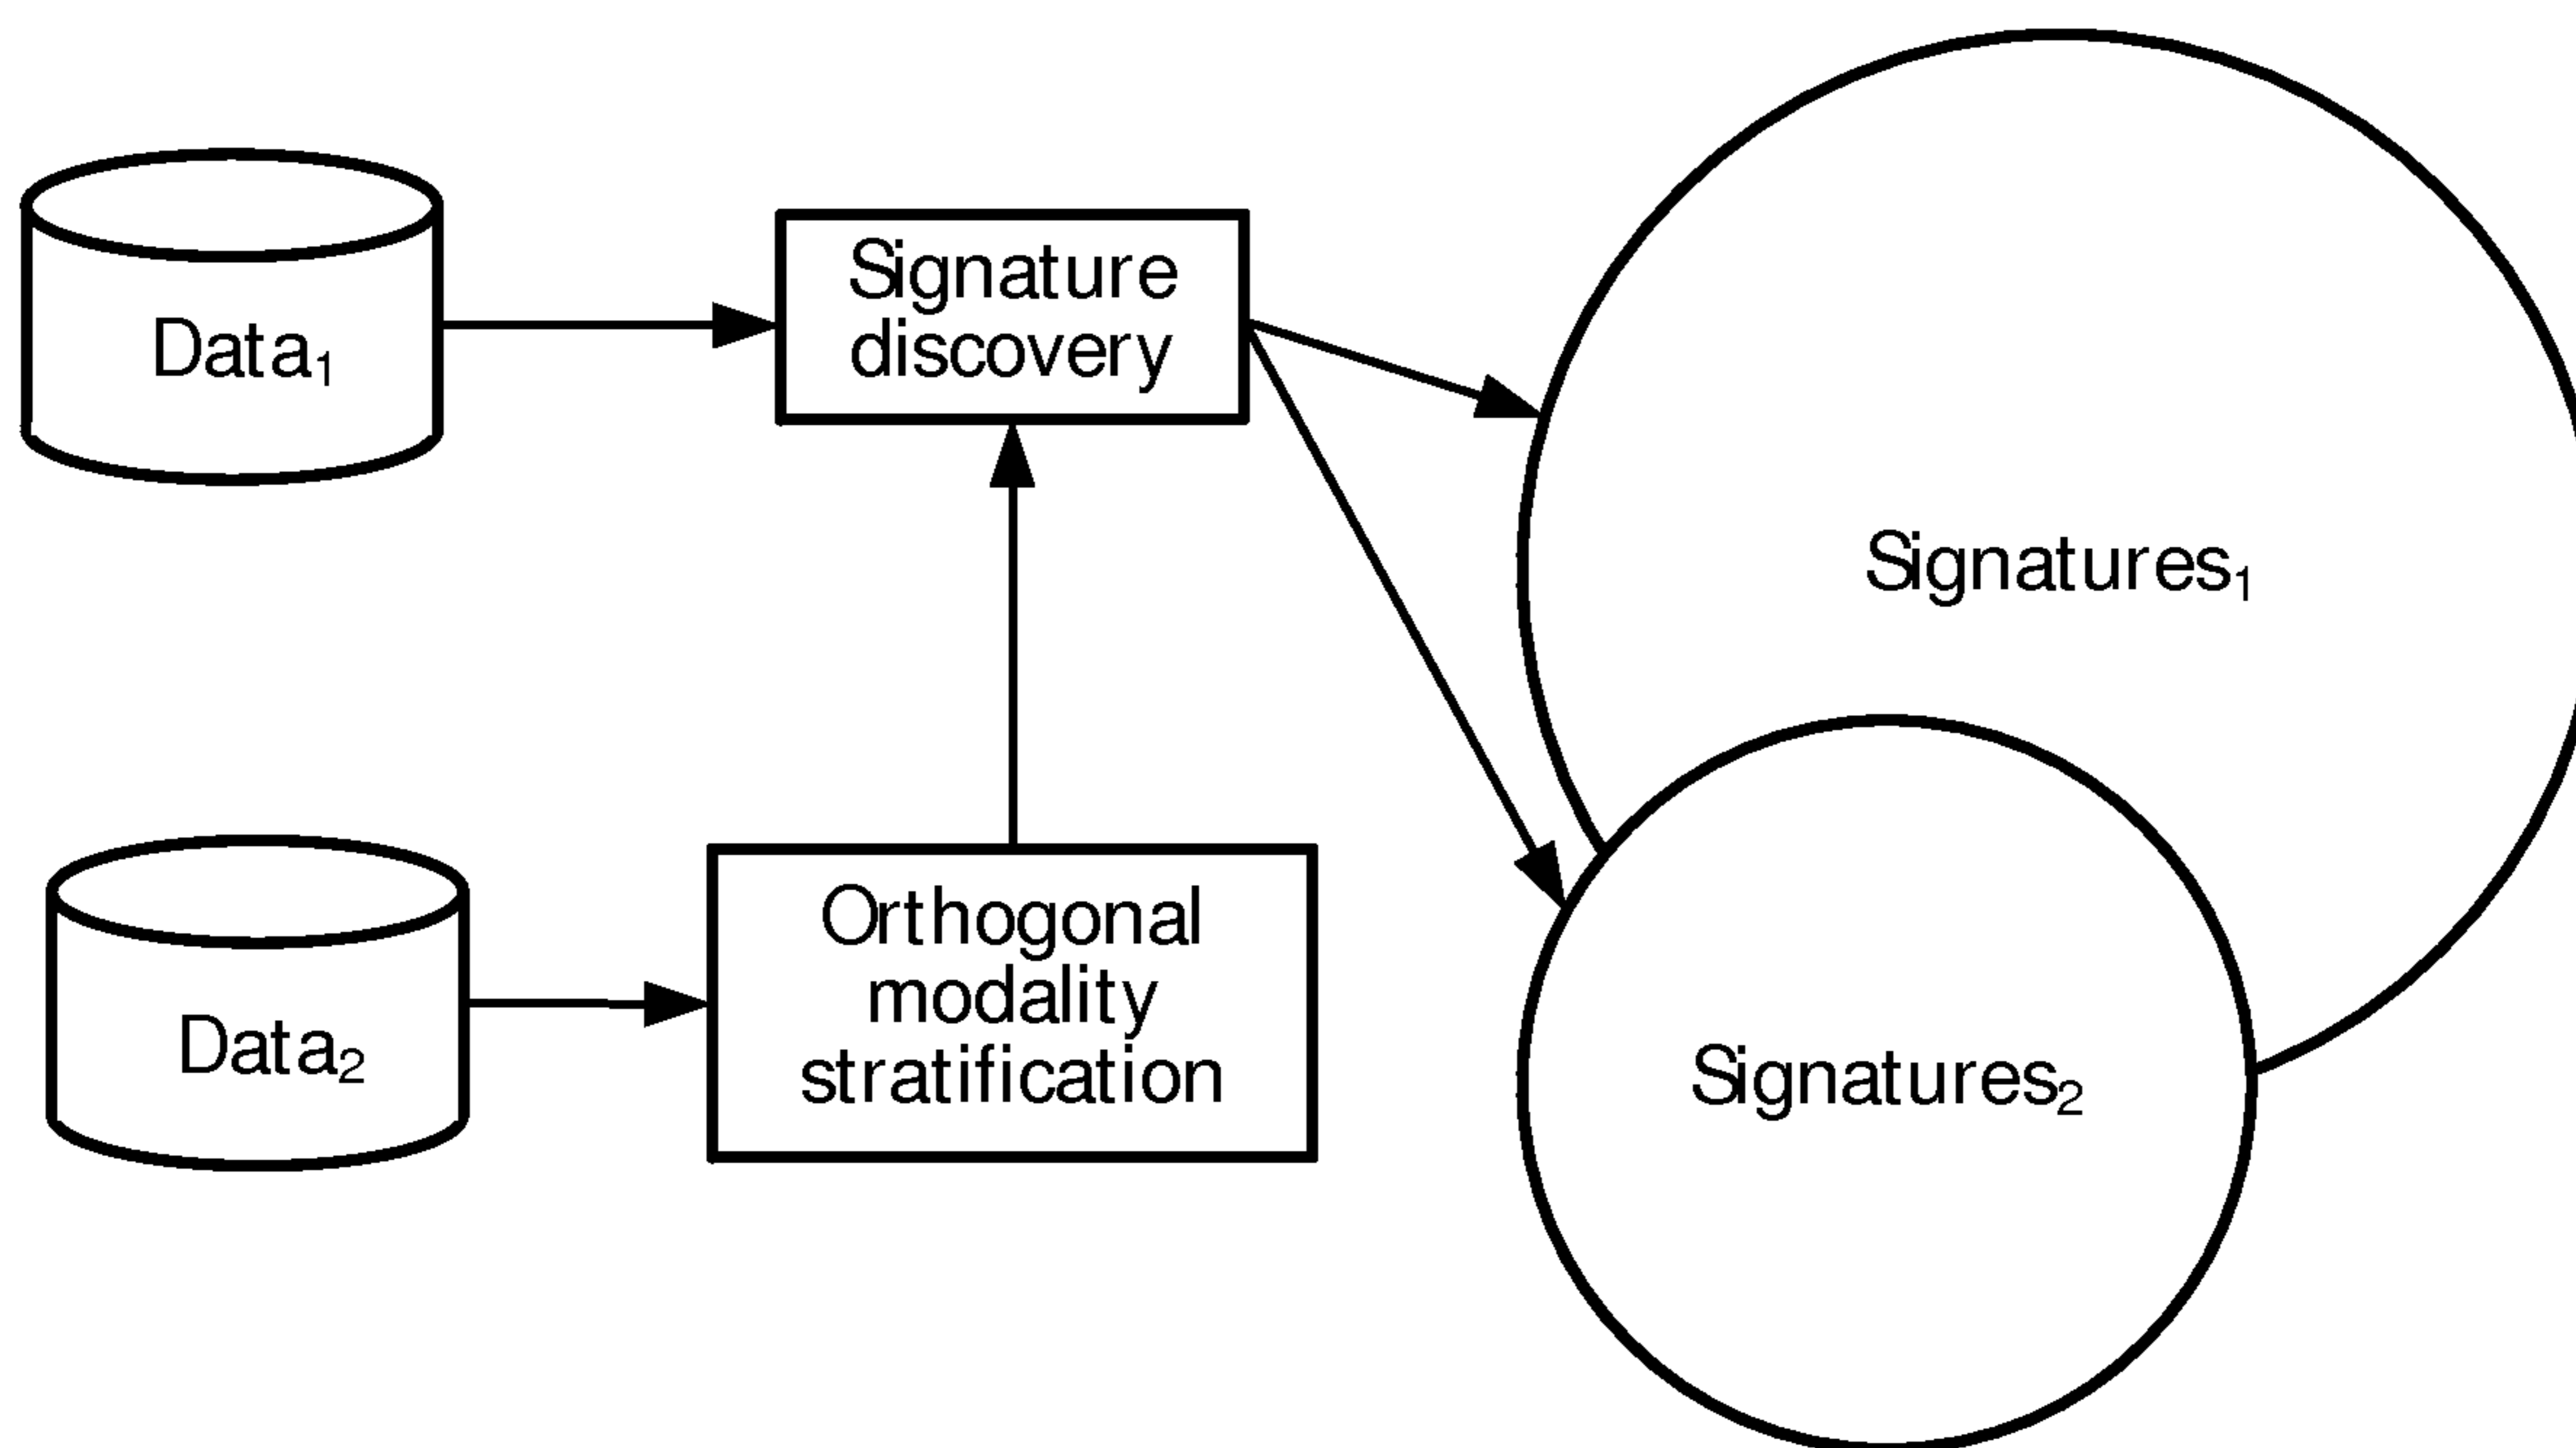 Data₁
Signature
discovery
Signatures₁
Data₂
Orthogonal
modality
stratification
Signatures₂